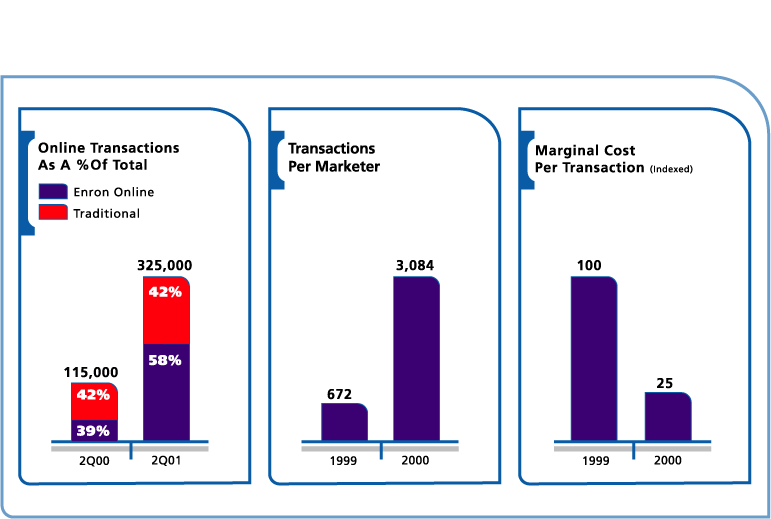 Online Transactions
As A %Of Total
Enron Online
Traditional
325,000
42%
58%
115,000
42%
39%
2Q00 2Q01
Transactions
Per Marketer
3,084
672
1999 2000
Marginal Cost
Per Transaction (Indexed)
100
25
1999 2000